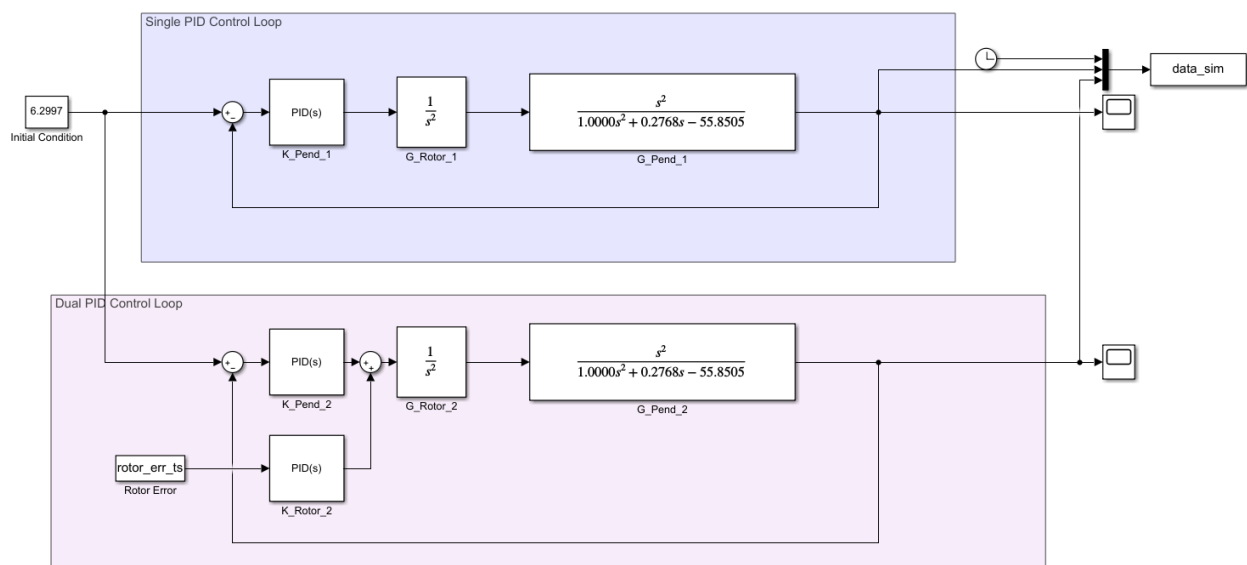 Single PID Control Loop
6.2997
Initial Condition
+
−
PID(s)
K_Pend_1
1
s²
G_Rotor_1
s²
1.0000s² + 0.2768s − 55.8505
G_Pend_1
data_sim
Dual PID Control Loop
+
−
PID(s)
K_Pend_2
+
+
1
s²
G_Rotor_2
s²
1.0000s² + 0.2768s − 55.8505
G_Pend_2
rotor_err_ts
Rotor Error
PID(s)
K_Rotor_2